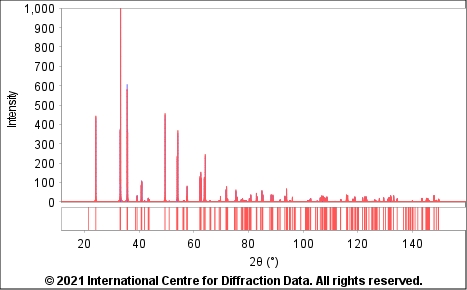 1,000
900
800
700
600
500
400
300
200
100
0
Intensity
20 40 60 80 100 120 140
2θ (°)
© 2021 International Centre for Diffraction Data. All rights reserved.